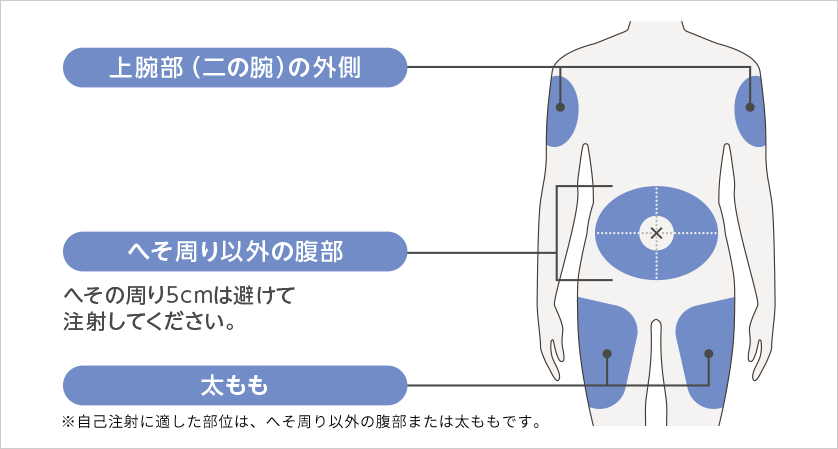 上腕部（二の腕）の外側
へそ周り以外の腹部
へその周り5cmは避けて
注射してください。
太もも
※自己注射に適した部位は、へそ周り以外の腹部または太ももです。